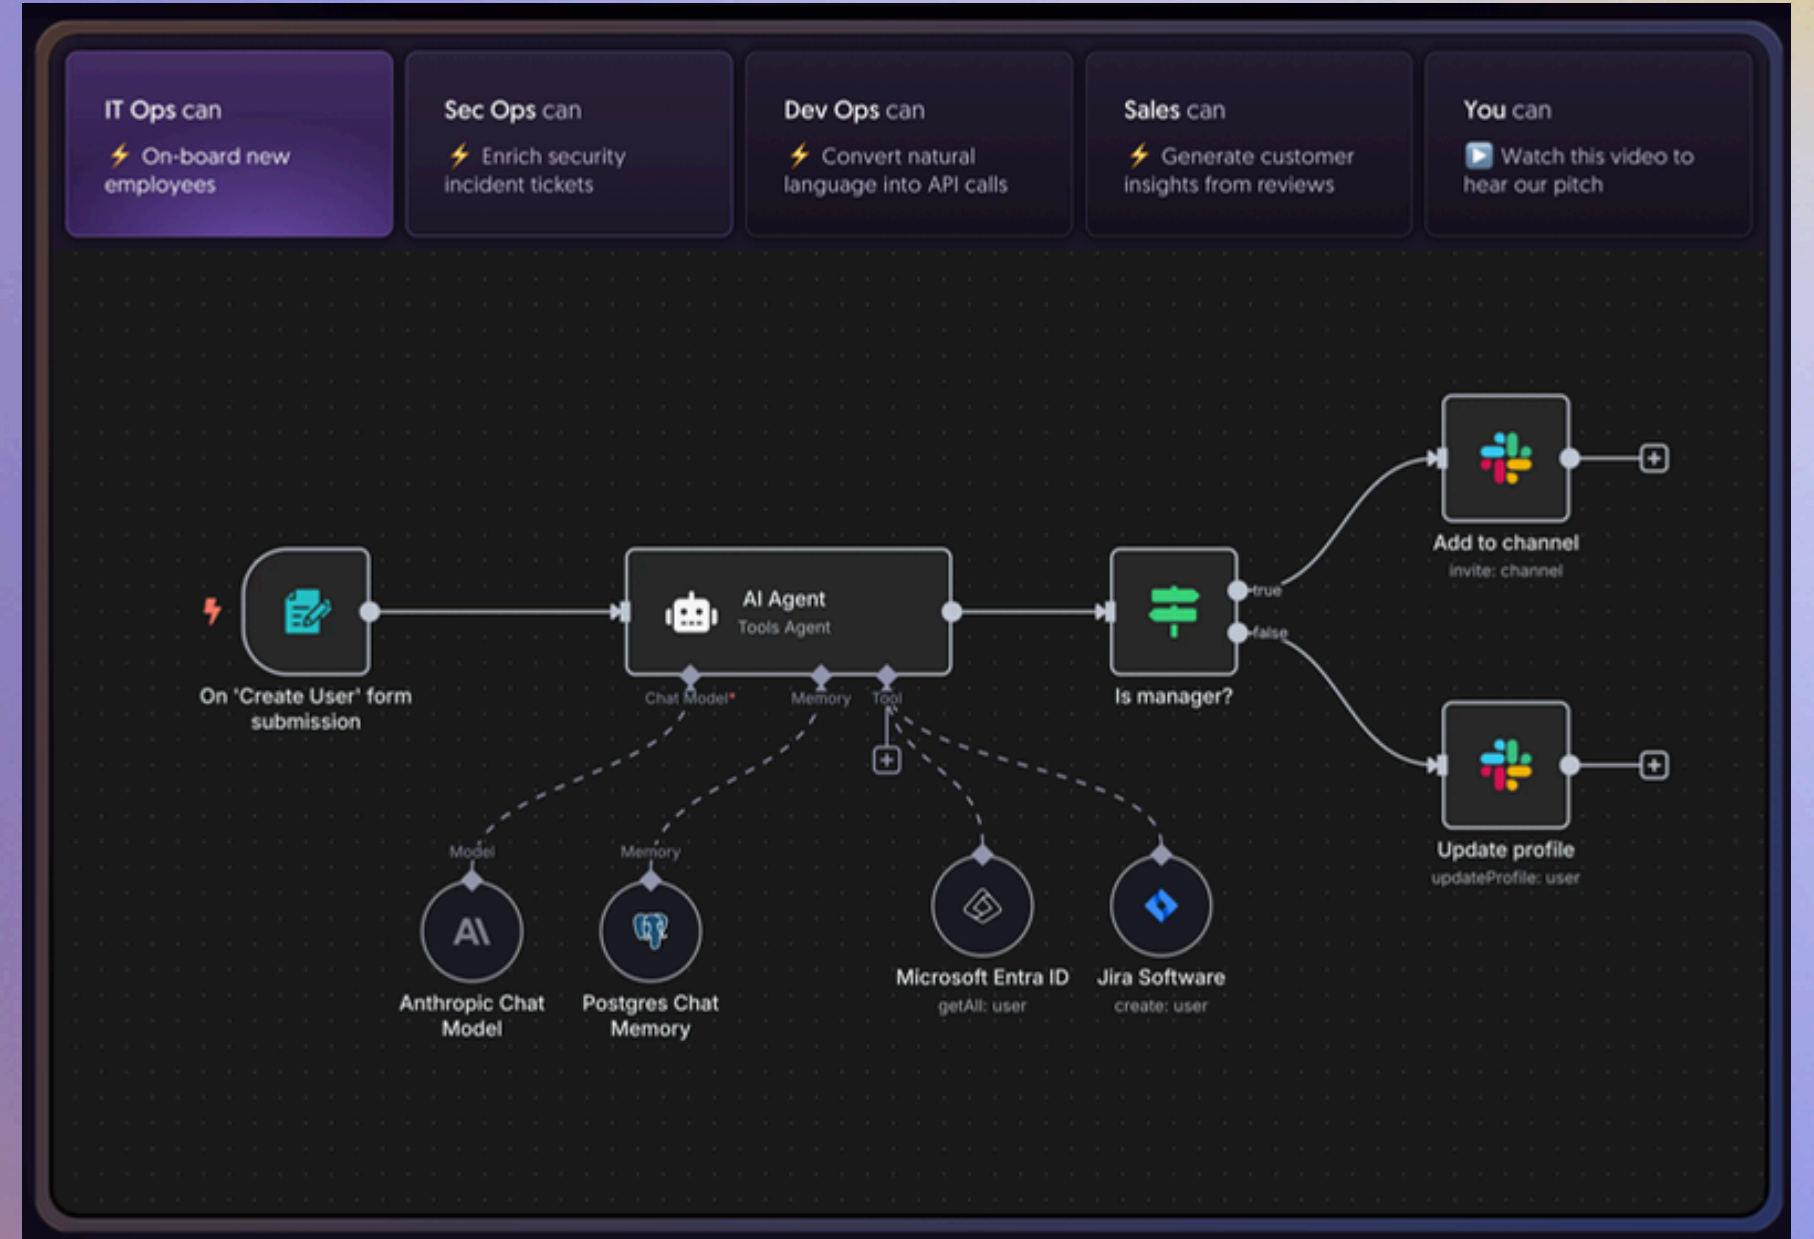 IT Ops can
⚡ On-board new
employees
Sec Ops can
⚡ Enrich security
incident tickets
Dev Ops can
⚡ Convert natural
language into API calls
Sales can
⚡ Generate customer
insights from reviews
You can
▶️ Watch this video to
hear our pitch
On 'Create User' form
submission
AI Agent
Tools Agent
Chat Model*
Memory
Tool
Is manager?
true
false
Add to channel
invite: channel
Update profile
updateProfile: user
Model
Memory
Anthropic Chat
Model
Postgres Chat
Memory
Microsoft Entra ID
getAll: user
Jira Software
create: user